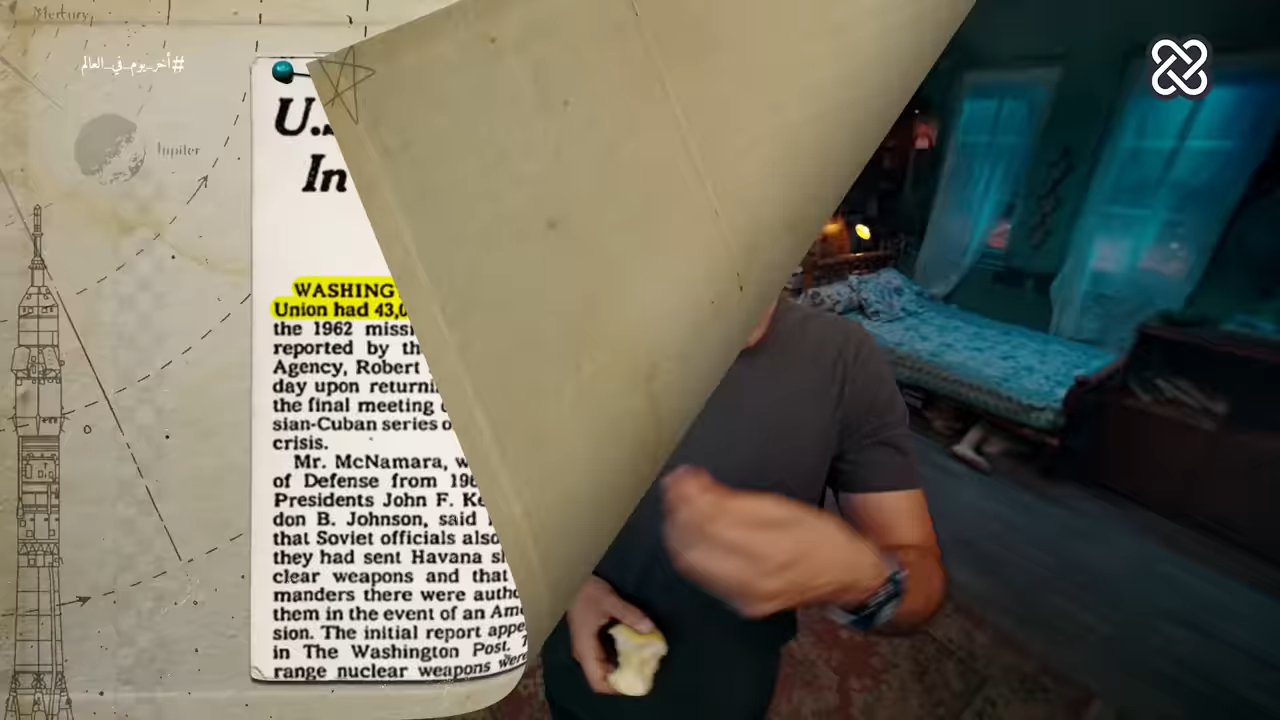 Mercury
#أخر_يوم_في_العالم
Jupiter
U.S
In
WASHING
Union had 43,0
the 1962 missi
reported by th
Agency, Robert
day upon returni
the final meeting
sian-Cuban series o
crisis.
Mr. McNamara, w
of Defense from 196
Presidents John F. Ke
don B. Johnson, said
that Soviet officials also
they had sent Havana s
clear weapons and that
manders there were autho
them in the event of an Ame
sion. The initial report appe
in The Washington Post. T
range nuclear weapons were